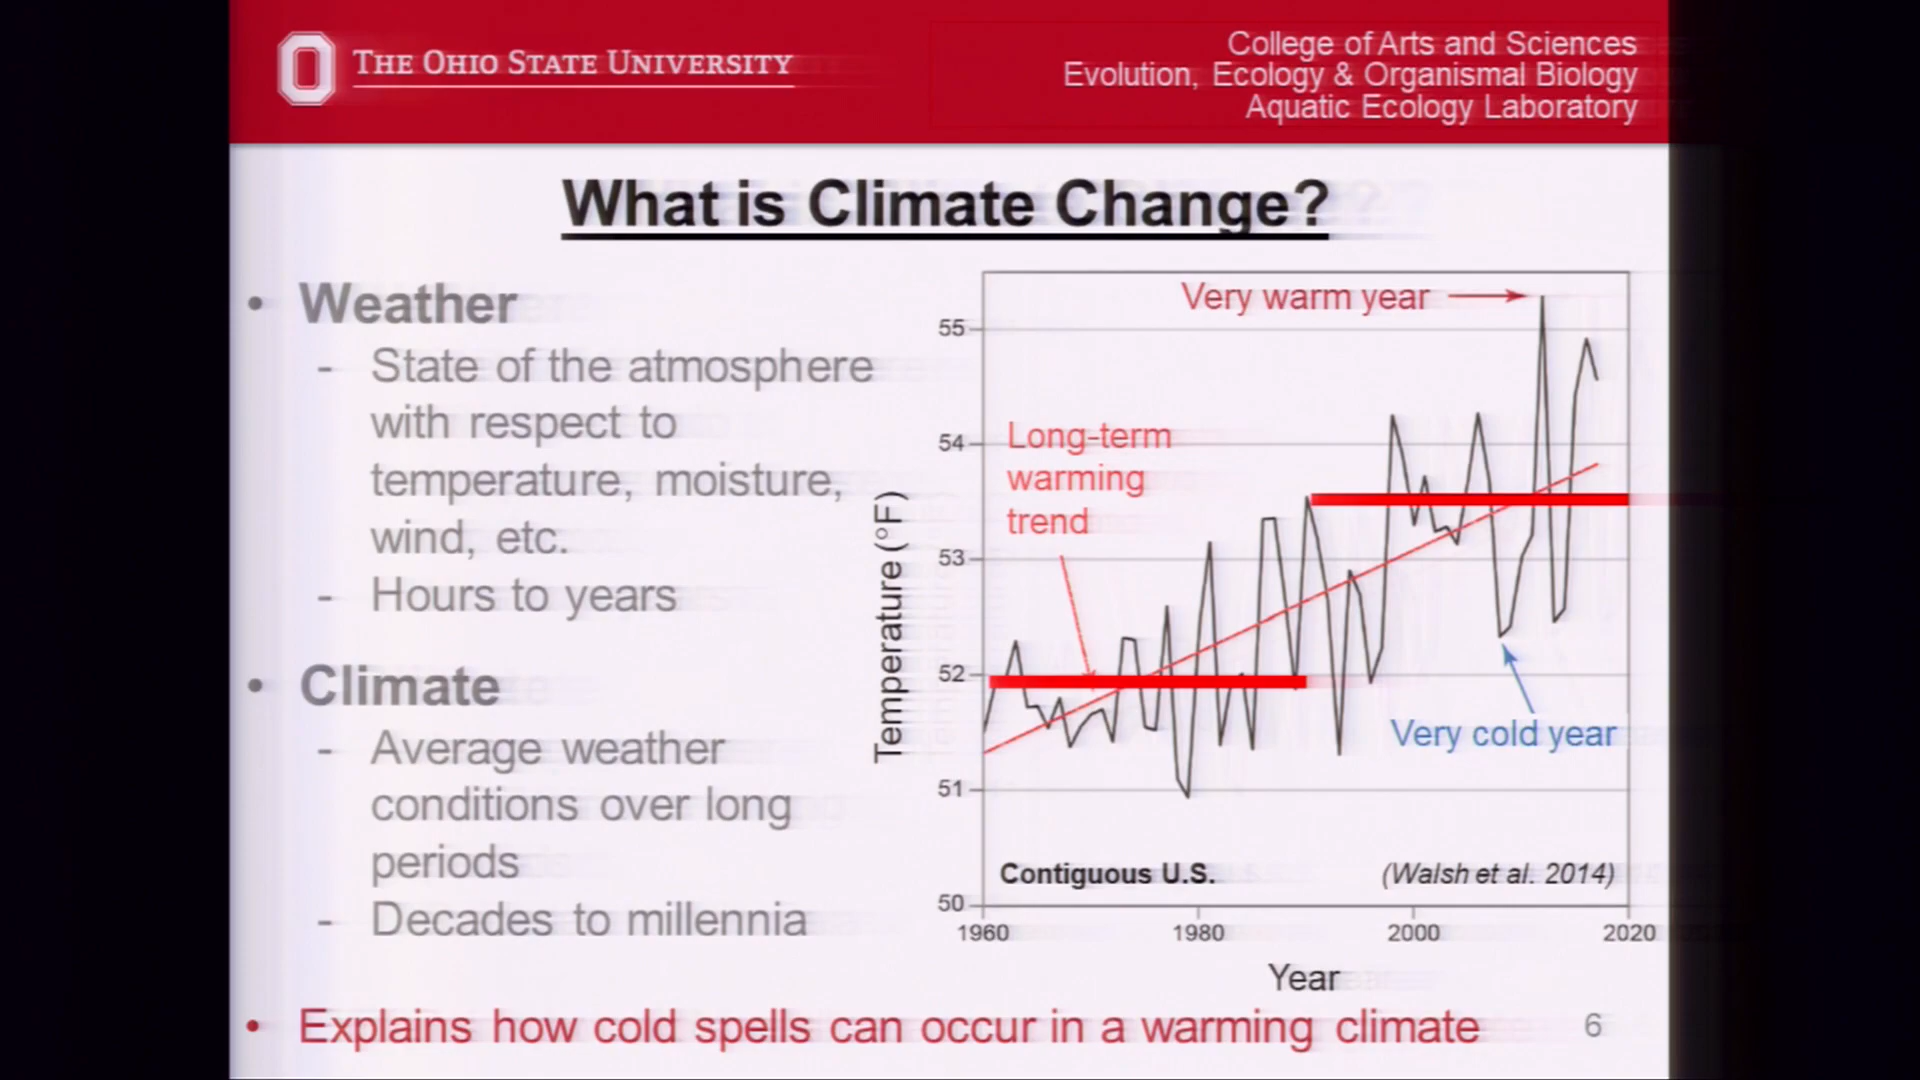 THE OHIO STATE UNIVERSITY
College of Arts and Sciences
Evolution, Ecology & Organismal Biology
Aquatic Ecology Laboratory
What is Climate Change?
• Weather
- State of the atmosphere
with respect to
temperature, moisture,
wind, etc.
- Hours to years
• Climate
- Average weather
conditions over long
periods
- Decades to millennia
• Explains how cold spells can occur in a warming climate
Very warm year
Long-term
warming
trend
Very cold year
Temperature (°F)
55
54
53
52
51
50
Contiguous U.S.
(Walsh et al. 2014)
1960
1980
2000
2020
Year
6